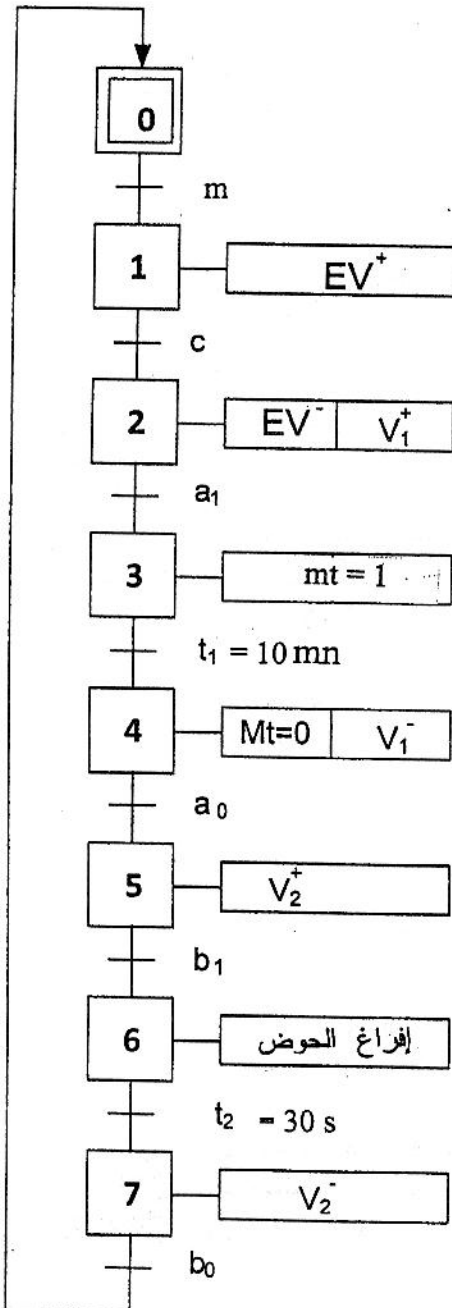 0
m
1 EV⁺
c
2 EV⁻ V₁⁺
a₁
3 mt = 1
t₁ = 10 mn
4 Mt=0 V₁⁻
a₀
5 V₂⁺
b₁
6 إفراغ الحوض
t₂ = 30 s
7 V₂⁻
b₀